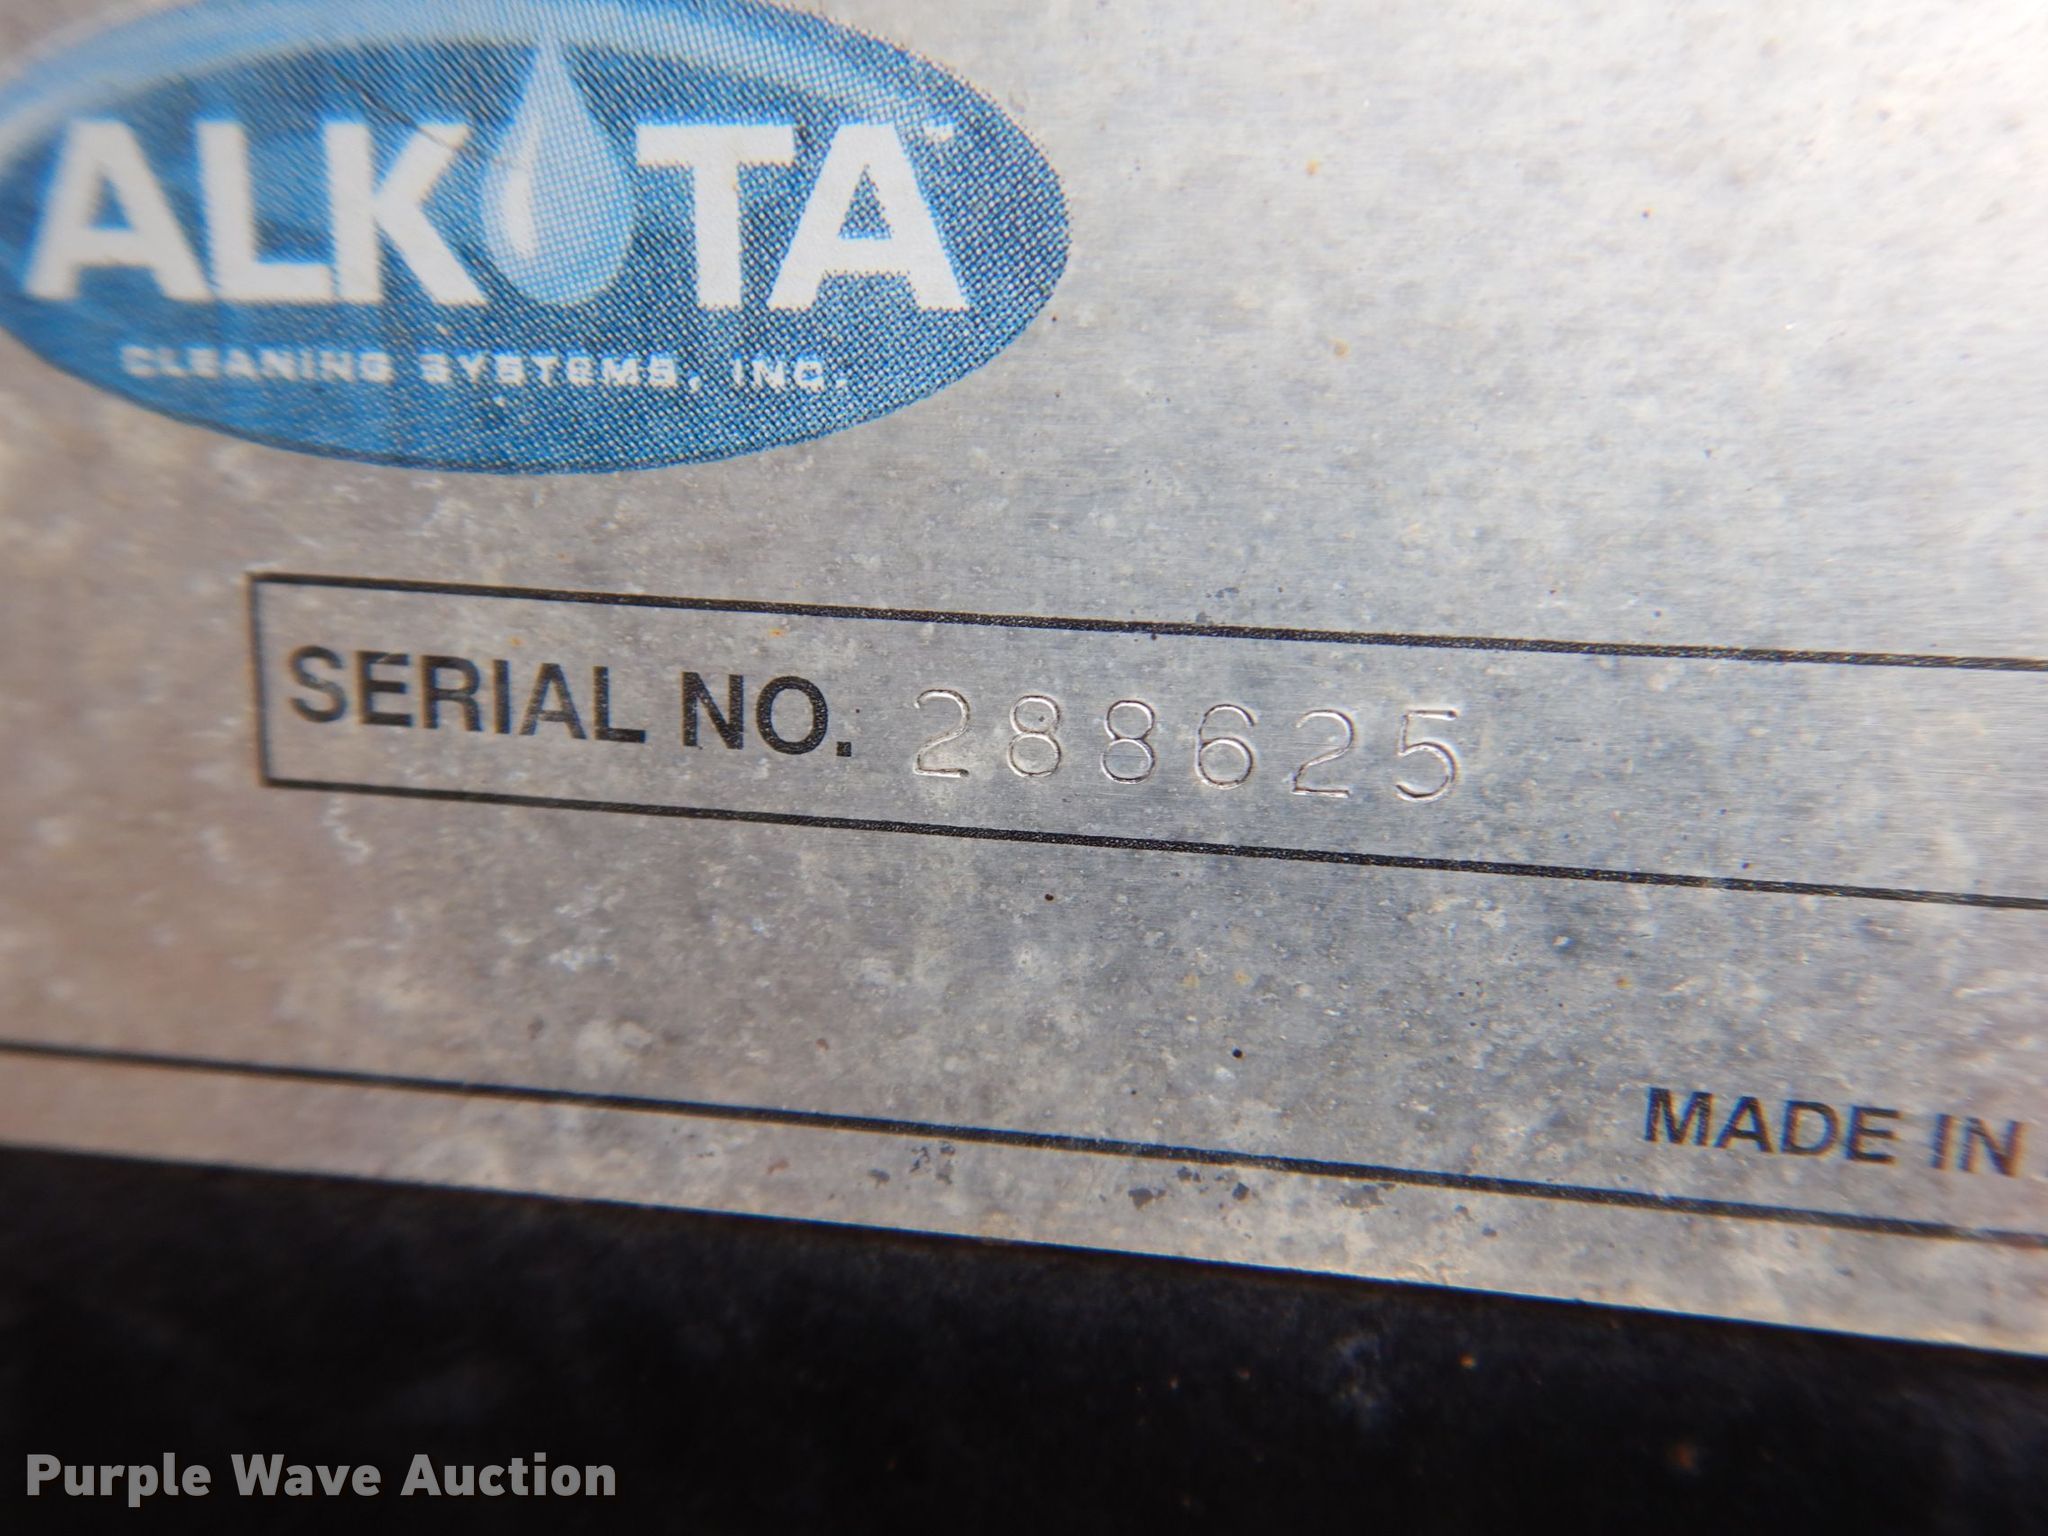 ALKOTA
CLEANING SYSTEMS, INC.
SERIAL NO. 288625
MADE IN
Purple Wave Auction